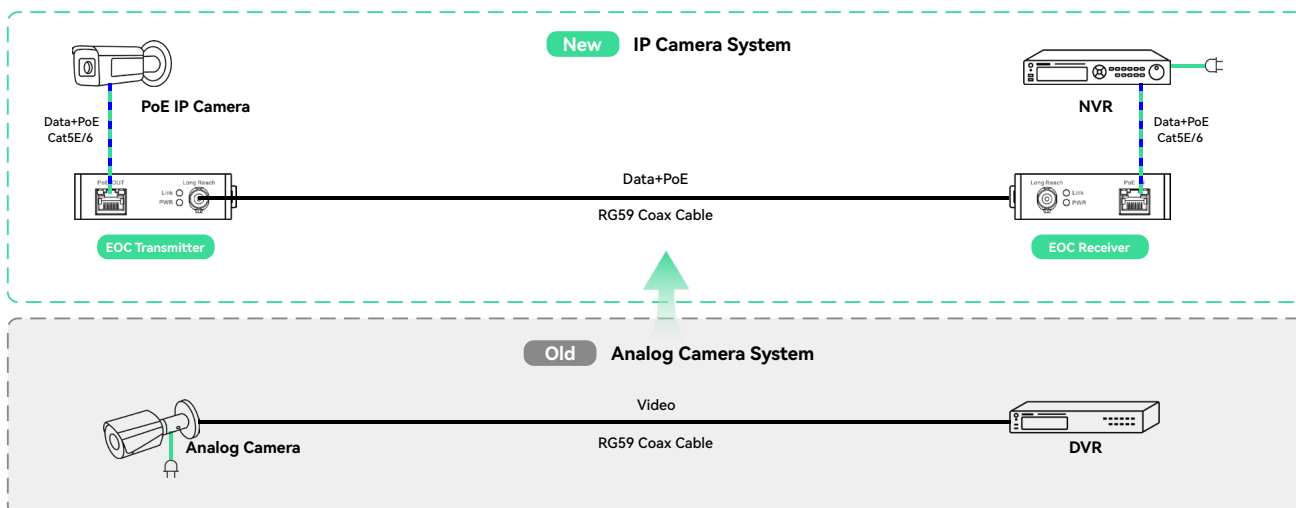 New IP Camera System
PoE IP Camera
NVR
Data+PoE
Cat5E/6
Data+PoE
Cat5E/6
PoE OUT
Link
PWR
Long Reach
Data+PoE
RG59 Coax Cable
Long Reach
Link
PWR
PoE
EOC Transmitter
EOC Receiver
Old Analog Camera System
Video
RG59 Coax Cable
Analog Camera
DVR